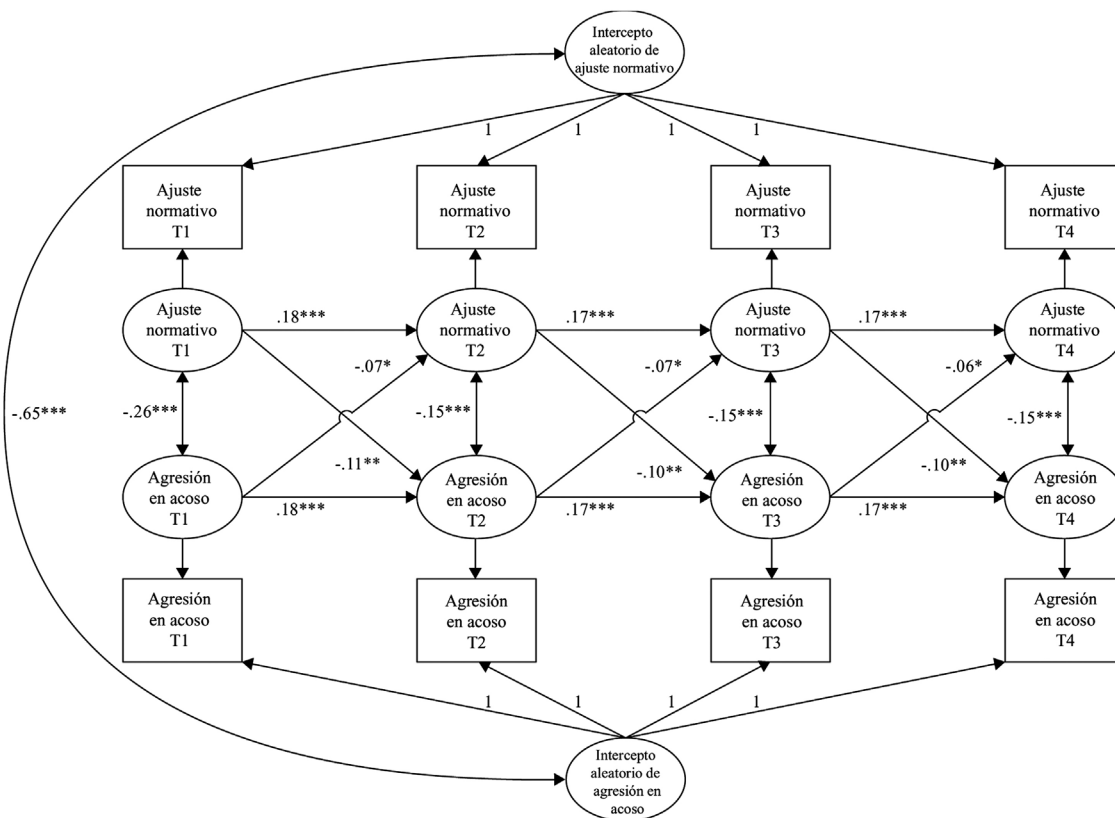 Intercepto
aleatorio de
ajuste normativo
1 1 1 1
Ajuste
normativo
T1
Ajuste
normativo
T2
Ajuste
normativo
T3
Ajuste
normativo
T4
Ajuste
normativo
T1
Ajuste
normativo
T2
Ajuste
normativo
T3
Ajuste
normativo
T4
.18*** .17*** .17***
-.07* -.07* -.06*
-.65*** -.26*** -.15*** -.15*** -.15***
-.11** -.10** -.10**
Agresión
en acoso
T1
Agresión
en acoso
T2
Agresión
en acoso
T3
Agresión
en acoso
T4
.18*** .17*** .17***
Agresión
en acoso
T1
Agresión
en acoso
T2
Agresión
en acoso
T3
Agresión
en acoso
T4
1 1 1 1
Intercepto
aleatorio de
agresión en
acoso